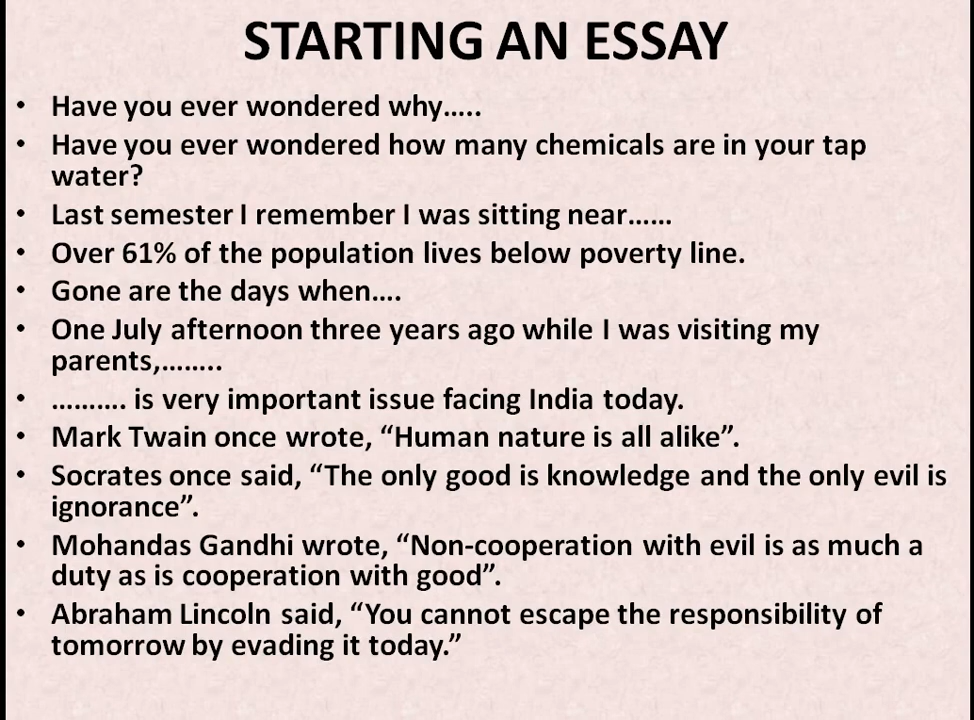 STARTING AN ESSAY
• Have you ever wondered why.....
• Have you ever wondered how many chemicals are in your tap
water?
• Last semester I remember I was sitting near......
• Over 61% of the population lives below poverty line.
• Gone are the days when....
• One July afternoon three years ago while I was visiting my
parents,........
• .......... is very important issue facing India today.
• Mark Twain once wrote, “Human nature is all alike”.
• Socrates once said, “The only good is knowledge and the only evil is
ignorance”.
• Mohandas Gandhi wrote, “Non-cooperation with evil is as much a
duty as is cooperation with good”.
• Abraham Lincoln said, “You cannot escape the responsibility of
tomorrow by evading it today.”